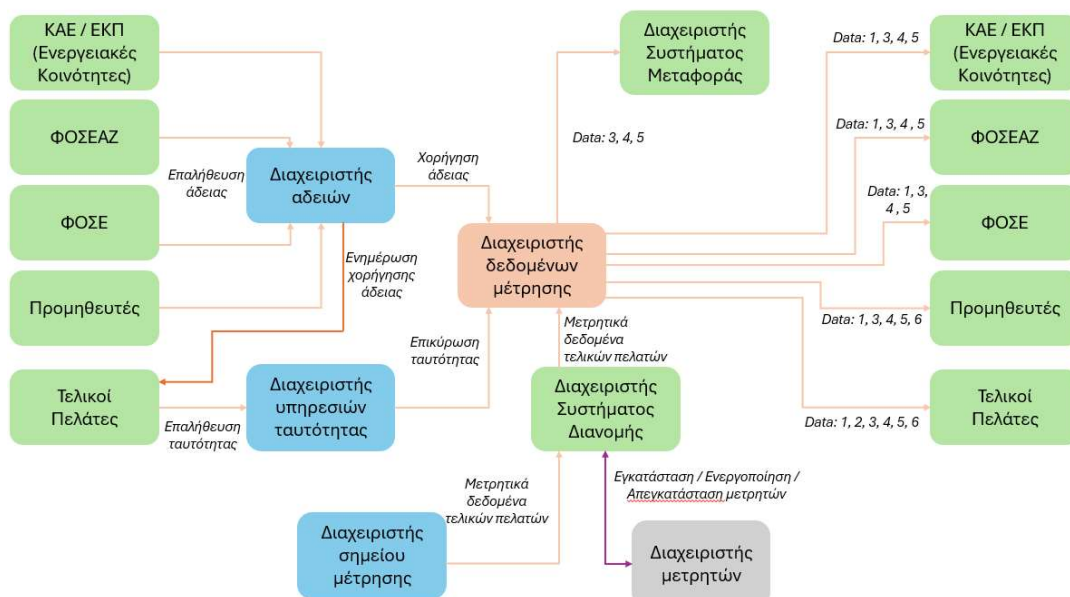 ΚΑΕ / ΕΚΠ
(Ενεργειακές
Κοινότητες)
ΦΟΣΕΑΖ
ΦΟΣΕ
Προμηθευτές
Τελικοί
Πελάτες
Επαλήθευση
άδειας
Διαχειριστής
αδειών
Χορήγηση
άδειας
Ενημέρωση
χορήγησης
άδειας
Επαλήθευση
ταυτότητας
Διαχειριστής
υπηρεσιών
ταυτότητας
Επικύρωση
ταυτότητας
Διαχειριστής
Συστήματος
Μεταφοράς
Data: 3, 4, 5
Διαχειριστής
δεδομένων
μέτρησης
Μετρητικά
δεδομένα
τελικών πελατών
Διαχειριστής
Συστήματος
Διανομής
Μετρητικά
δεδομένα
τελικών πελατών
Διαχειριστής
σημείου
μέτρησης
Εγκατάσταση / Ενεργοποίηση /
Απεγκατάσταση μετρητών
Διαχειριστής
μετρητών
Data: 1, 3, 4, 5
ΚΑΕ / ΕΚΠ
(Ενεργειακές
Κοινότητες)
Data: 1, 3, 4 , 5
ΦΟΣΕΑΖ
Data: 1, 3,
4 , 5
ΦΟΣΕ
Data: 1, 3, 4, 5, 6
Προμηθευτές
Data: 1, 2, 3, 4, 5, 6
Τελικοί
Πελάτες